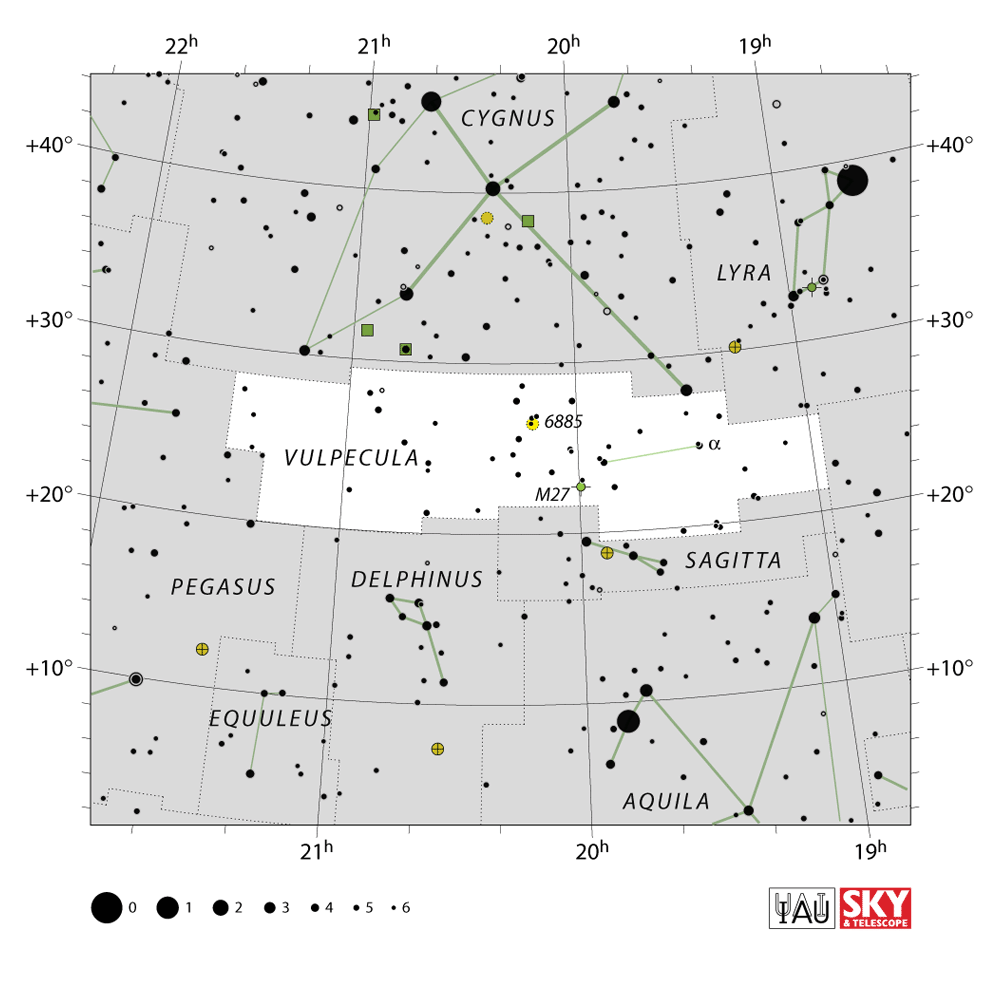 22h 21h 20h 19h
CYGNUS
+40° +40°
LYRA
+30° +30°
6885
α
VULPECULA
+20° M27 +20°
SAGITTA
DELPHINUS
PEGASUS
+10° +10°
EQUULEUS
AQUILA
21h 20h 19h
0 1 2 3 4 5 6
IAU
SKY
& TELESCOPE